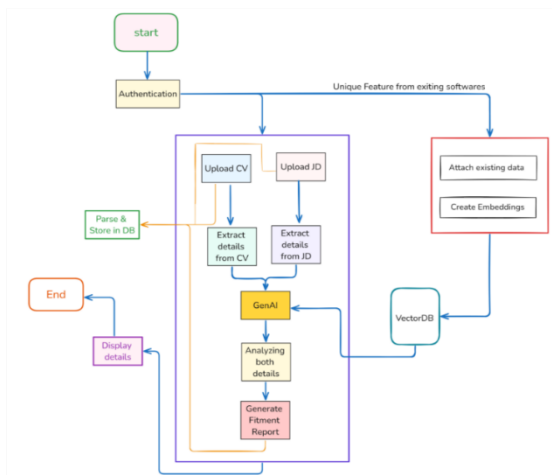 start
Authentication
Unique Feature from exiting softwares
Upload CV
Upload JD
Attach existing data
Create Embeddings
Parse &
Store in DB
Extract
details
from CV
Extract
details
from JD
End
GenAI
VectorDB
Display
details
Analyzing
both
details
Generate
Fitment
Report